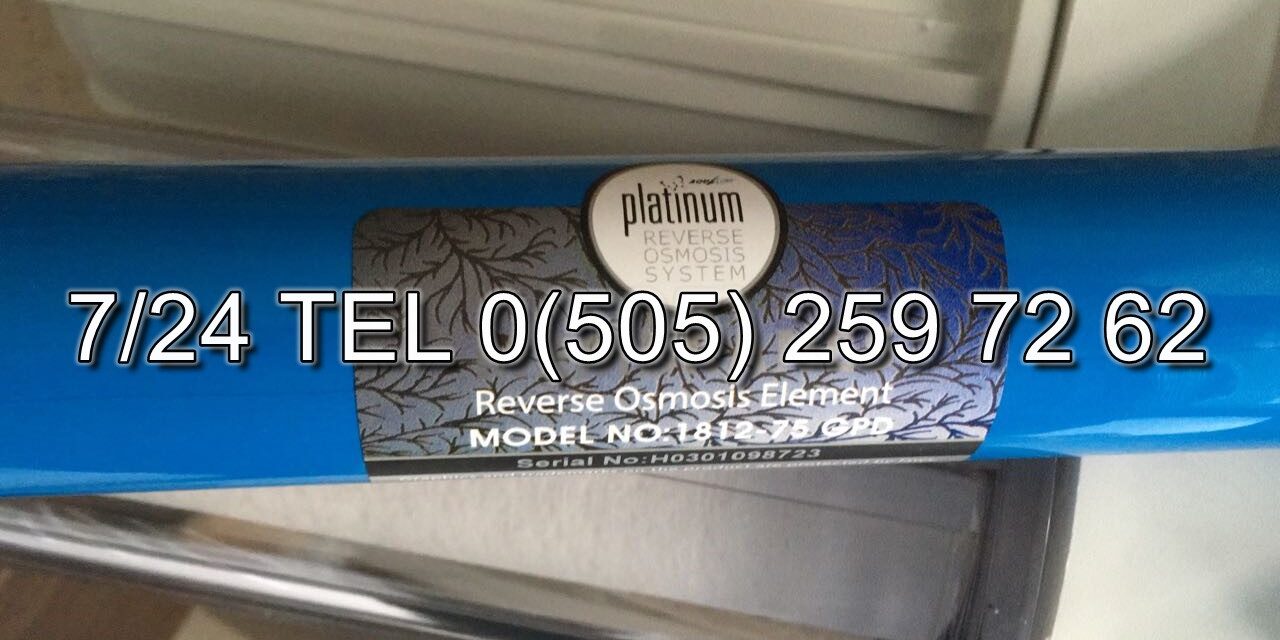 platinum
REVERSE
OSMOSIS
SYSTEM
7/24 TEL 0(505) 259 72 62
Reverse Osmosis Element
MODEL NO:1812-75 GPD
Serial No:H0301098723